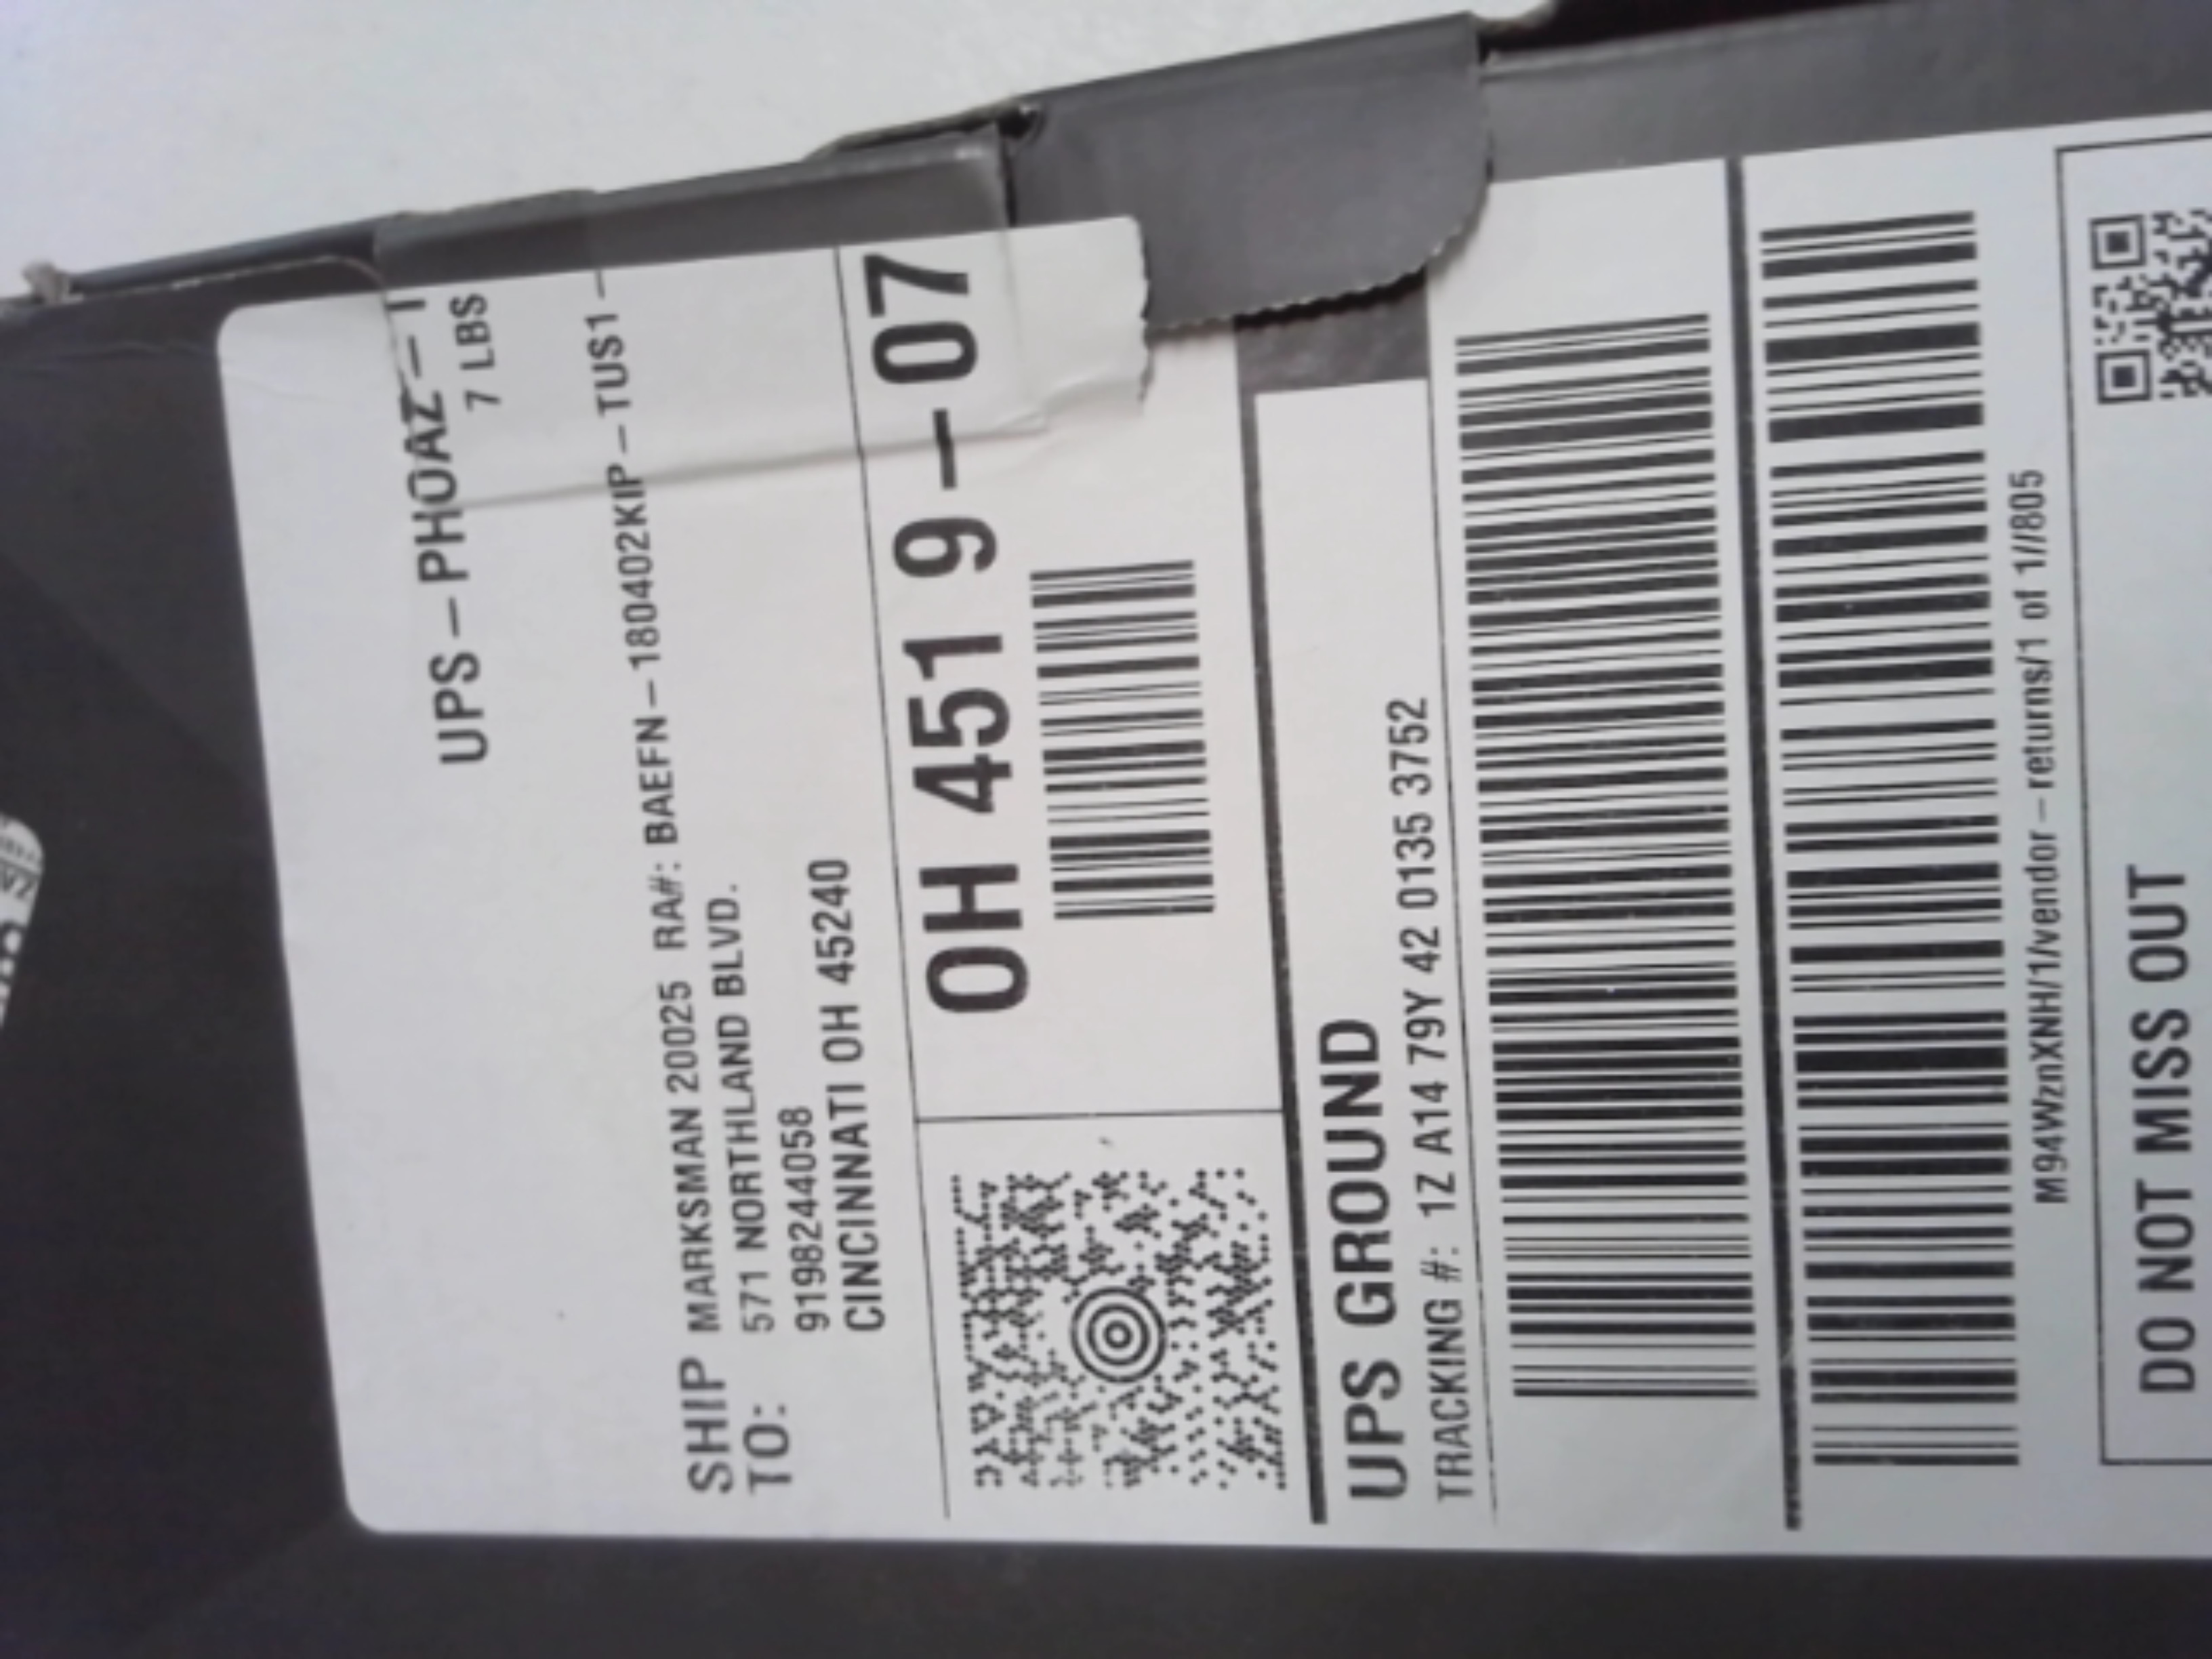 UPS-PHOAZ-1
7 LBS
SHIP TO:
MARKSMAN 20025 RA#: BAEFN-180402KIP-TUS1-
571 NORTHLAND BLVD.
9198244058
CINCINNATI OH 45240
OH 451 9-07
UPS GROUND
TRACKING #: 1Z A14 79Y 42 0135 3752
M94WznXNH/1/vendor-returns/1 of 1//805
DO NOT MISS OUT